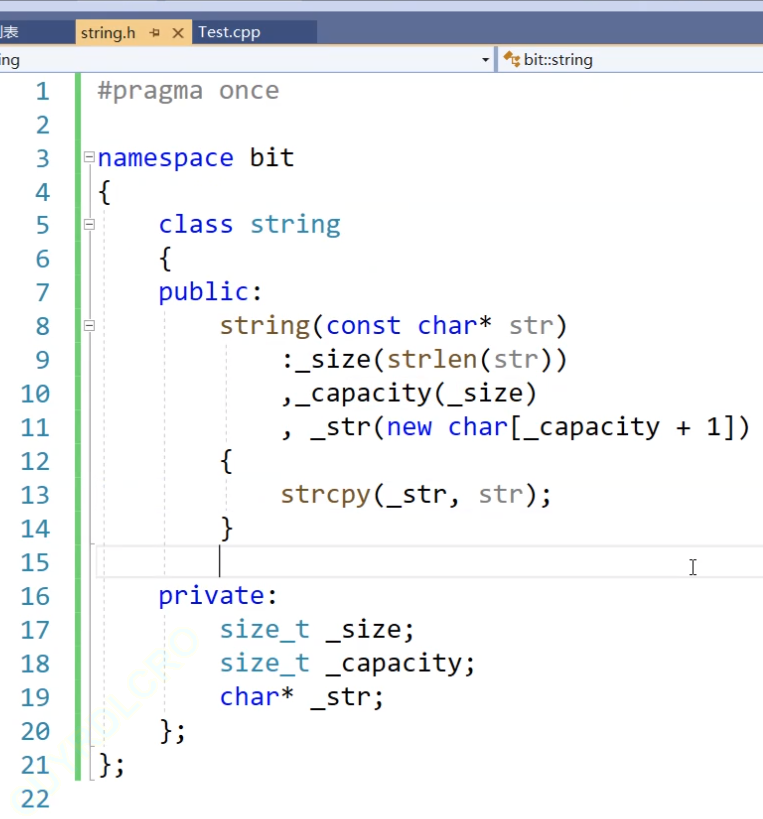 列表 string.h Test.cpp
ing bit::string
1 #pragma once
2
3 namespace bit
4 {
5 class string
6 {
7 public:
8 string(const char* str)
9 :_size(strlen(str))
10 ,_capacity(_size)
11 , _str(new char[_capacity + 1])
12 {
13 strcpy(_str, str);
14 }
15
16 private:
17 size_t _size;
18 size_t _capacity;
19 char* _str;
20 };
21 };
22